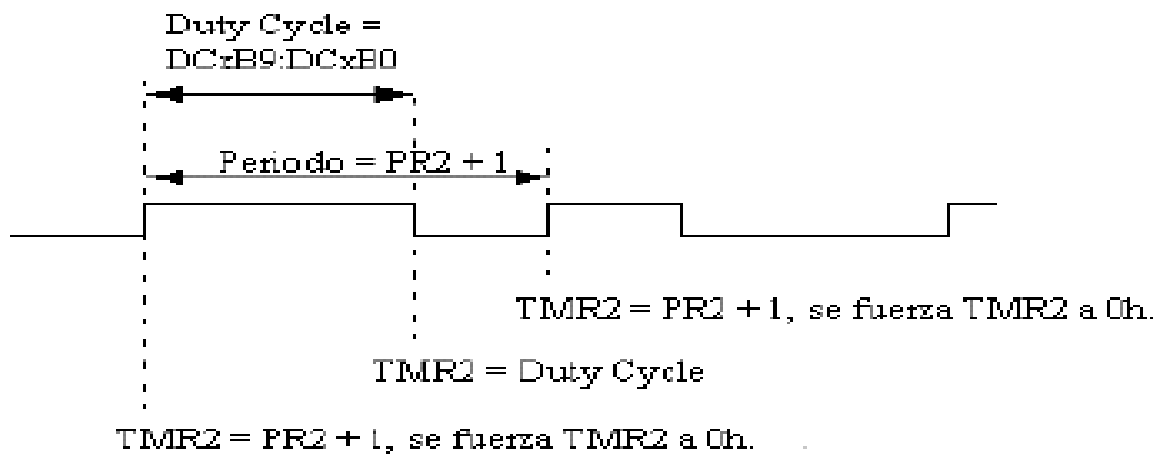 Duty Cycle =
DCxB9:DCxB0
Periodo = PR2 + 1
TMR2 = PR2 + 1, se fuerza TMR2 a 0h.
TMR2 = Duty Cycle
TMR2 = PR2 + 1, se fuerza TMR2 a 0h.